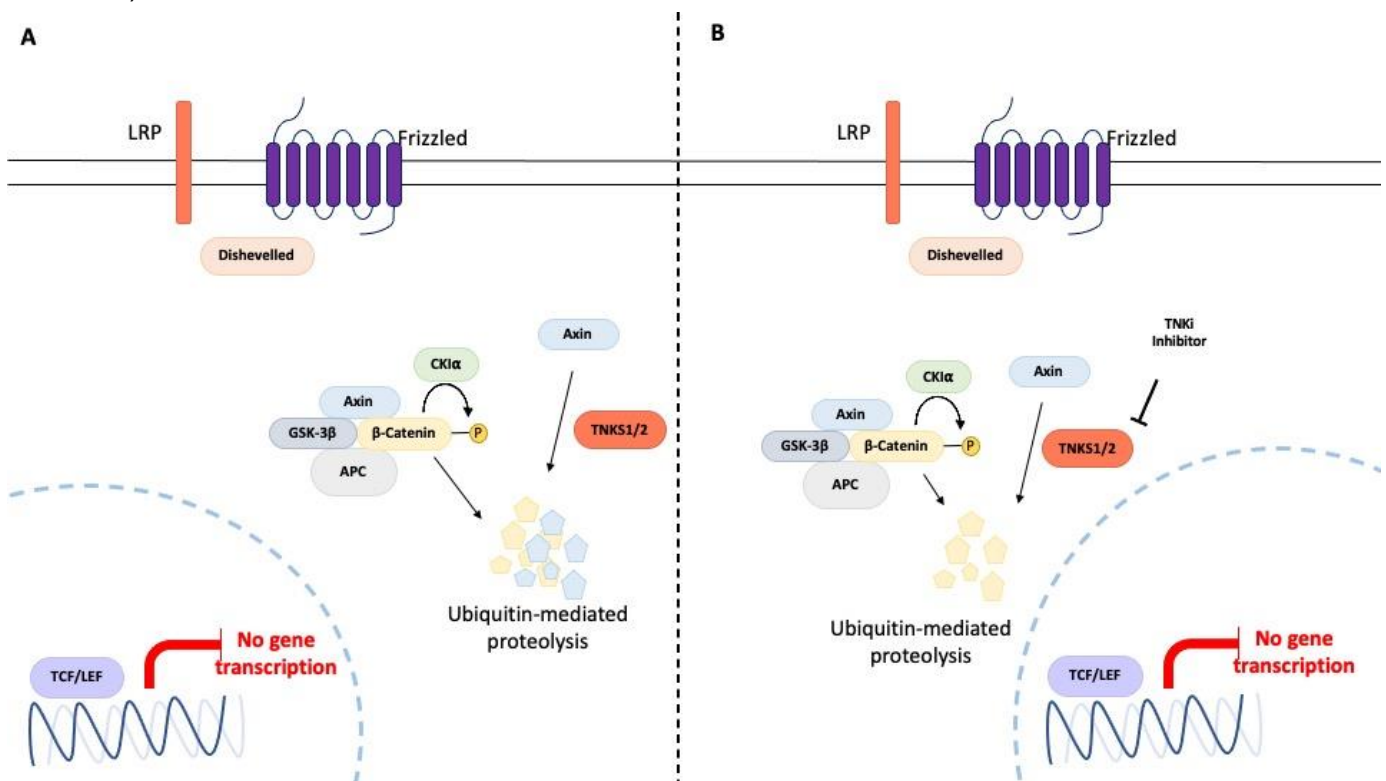 A
LRP
Frizzled
Dishevelled
Axin
CKIα
Axin
GSK-3β
β-Catenin
P
TNKS1/2
APC
Ubiquitin-mediated
proteolysis
No gene
transcription
TCF/LEF
B
LRP
Frizzled
Dishevelled
TNKi
Inhibitor
Axin
CKIα
Axin
GSK-3β
β-Catenin
P
TNKS1/2
APC
Ubiquitin-mediated
proteolysis
No gene
transcription
TCF/LEF